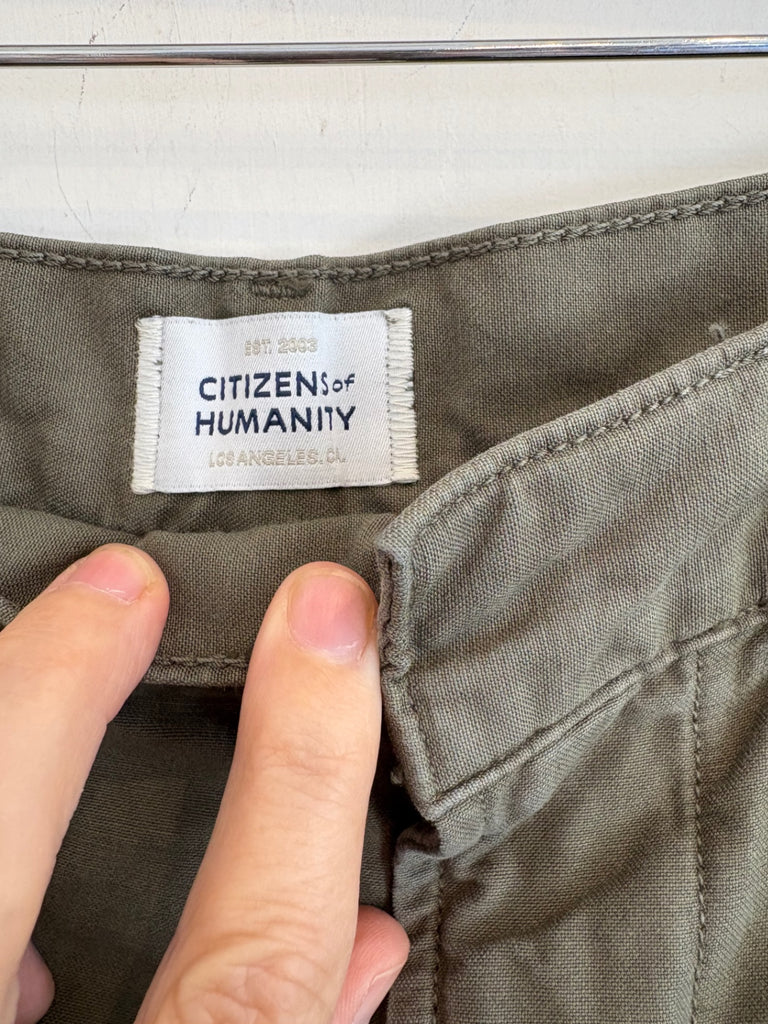 EST. 2003
CITIZENS of
HUMANITY
LOS ANGELES, CA.